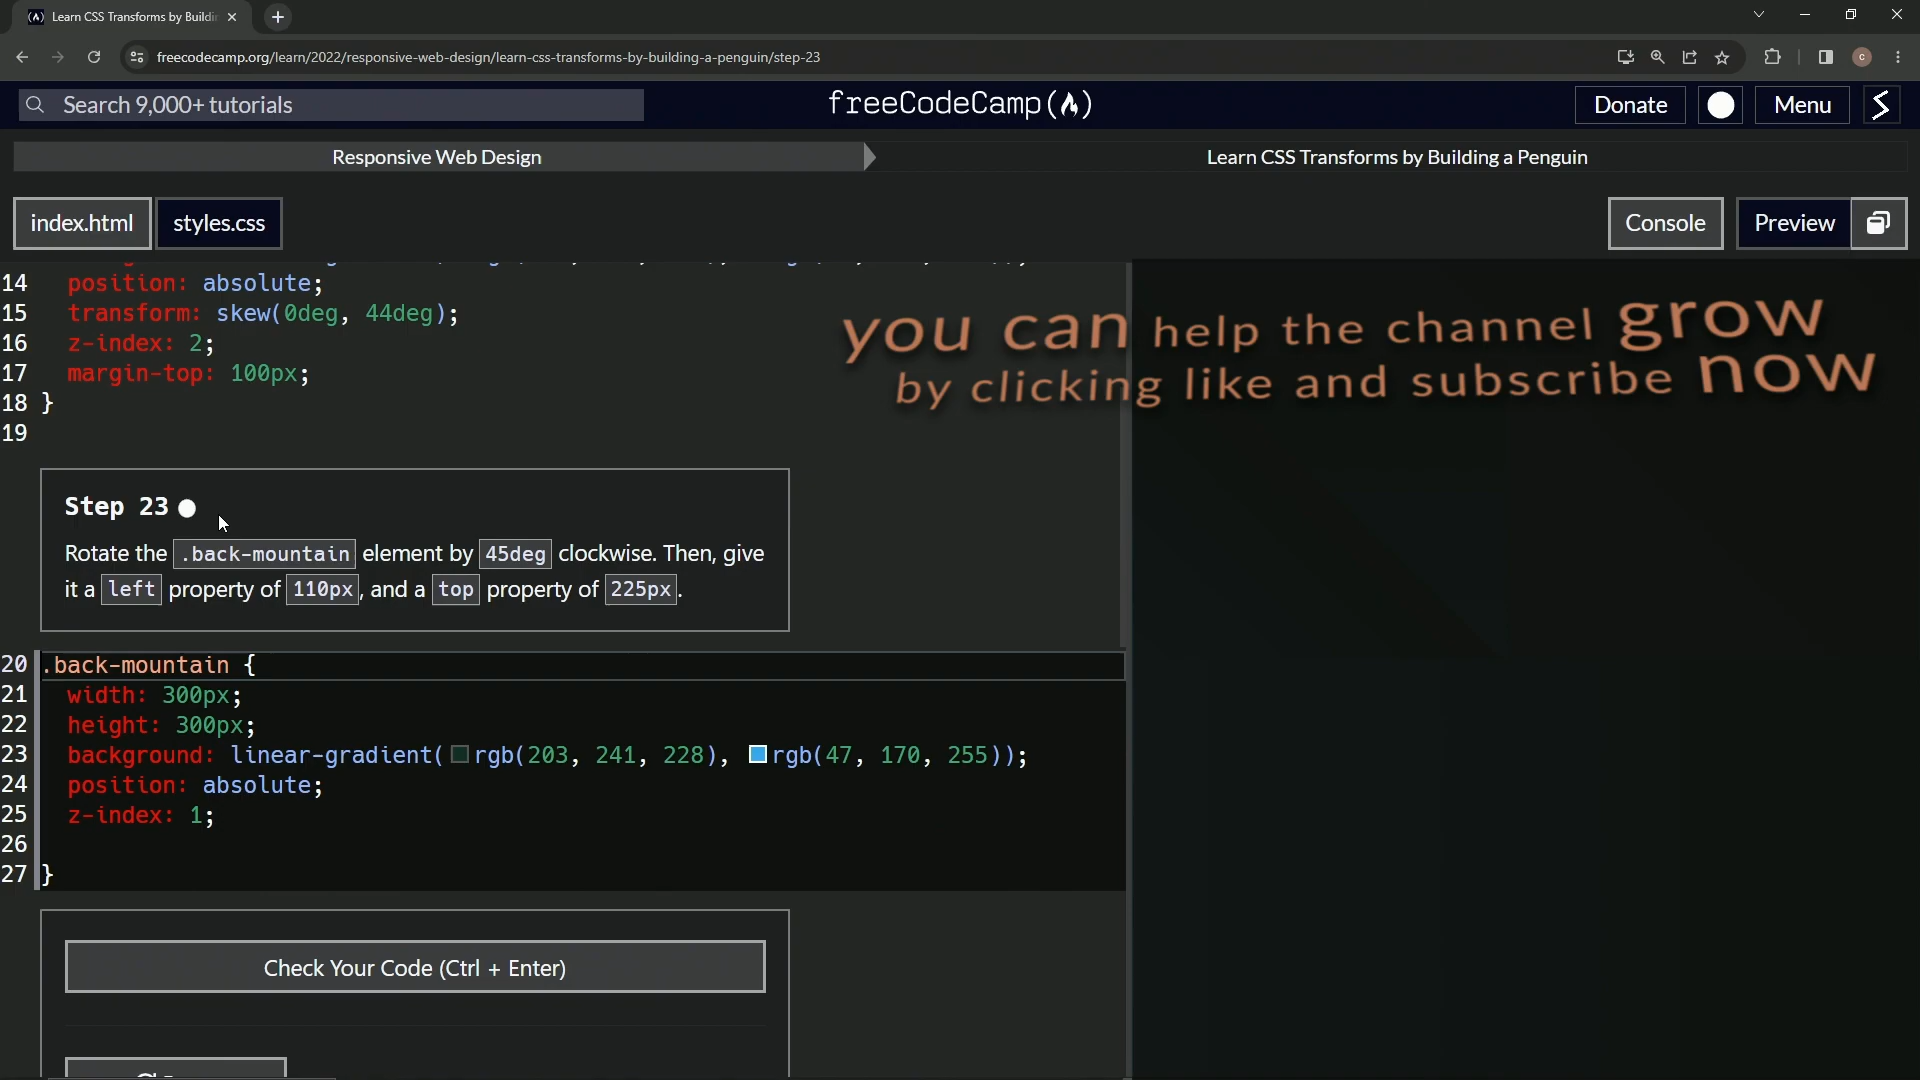 Learn CSS Transforms by Buildi
freecodecamp.org/learn/2022/responsive-web-design/learn-css-transforms-by-building-a-penguin/step-23
C
Search 9,000+ tutorials
freeCodeCamp
Donate
Menu
Responsive Web Design
Learn CSS Transforms by Building a Penguin
index.html
styles.css
Console
Preview
14 position: absolute;
15 transform: skew(0deg, 44deg);
16 z-index: 2;
17 margin-top: 100px;
18 }
19
you can help the channel grow
by clicking like and subscribe now
Step 23
Rotate the .back-mountain element by 45deg clockwise. Then, give
it a left property of 110px, and a top property of 225px.
20 .back-mountain {
21 width: 300px;
22 height: 300px;
23 background: linear-gradient(rgb(203, 241, 228), rgb(47, 170, 255));
24 position: absolute;
25 z-index: 1;
26
27 }
Check Your Code (Ctrl + Enter)